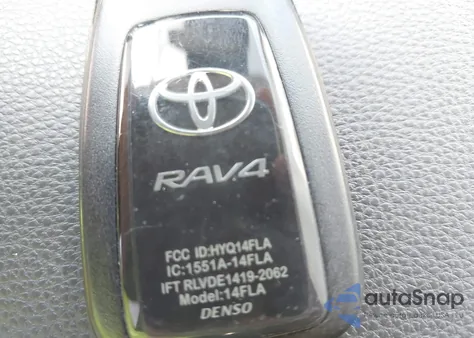 RAV4
FCC ID:HYQ14FLA
IC:1551A-14FLA
IFT RLVDE1419-2062
Model:14FLA
DENSO
autoSnap